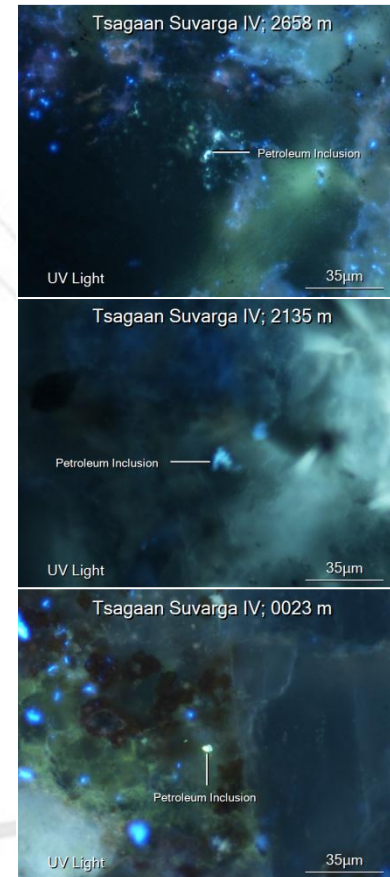 Tsagaan Suvarga IV; 2658 m
Petroleum Inclusion
UV Light
35µm
Tsagaan Suvarga IV; 2135 m
Petroleum Inclusion
UV Light
35µm
Tsagaan Suvarga IV; 0023 m
Petroleum Inclusion
UV Light
35µm